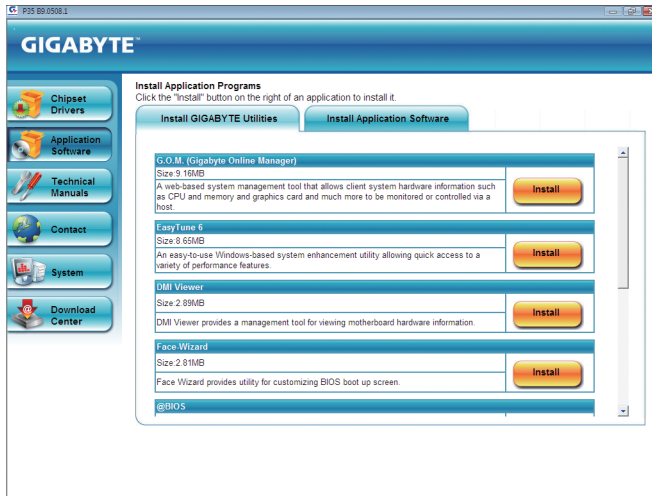 P35 B9.0508.1
GIGABYTE™
Chipset
Drivers
Application
Software
Technical
Manuals
Contact
System
Download
Center
Install Application Programs
Click the "Install" button on the right of an application to install it.
Install GIGABYTE Utilities
Install Application Software
G.O.M. (Gigabyte Online Manager)
Size:9.16MB
A web-based system management tool that allows client system hardware information such
as CPU and memory and graphics card and much more to be monitored or controlled via a
host.
Install
EasyTune 6
Size:8.65MB
An easy-to-use Windows-based system enhancement utility allowing quick access to a
variety of performance features.
Install
DMI Viewer
Size:2.89MB
DMI Viewer provides a management tool for viewing motherboard hardware information.
Install
Face-Wizard
Size:2.81MB
Face Wizard provides utility for customizing BIOS boot up screen.
Install
@BIOS